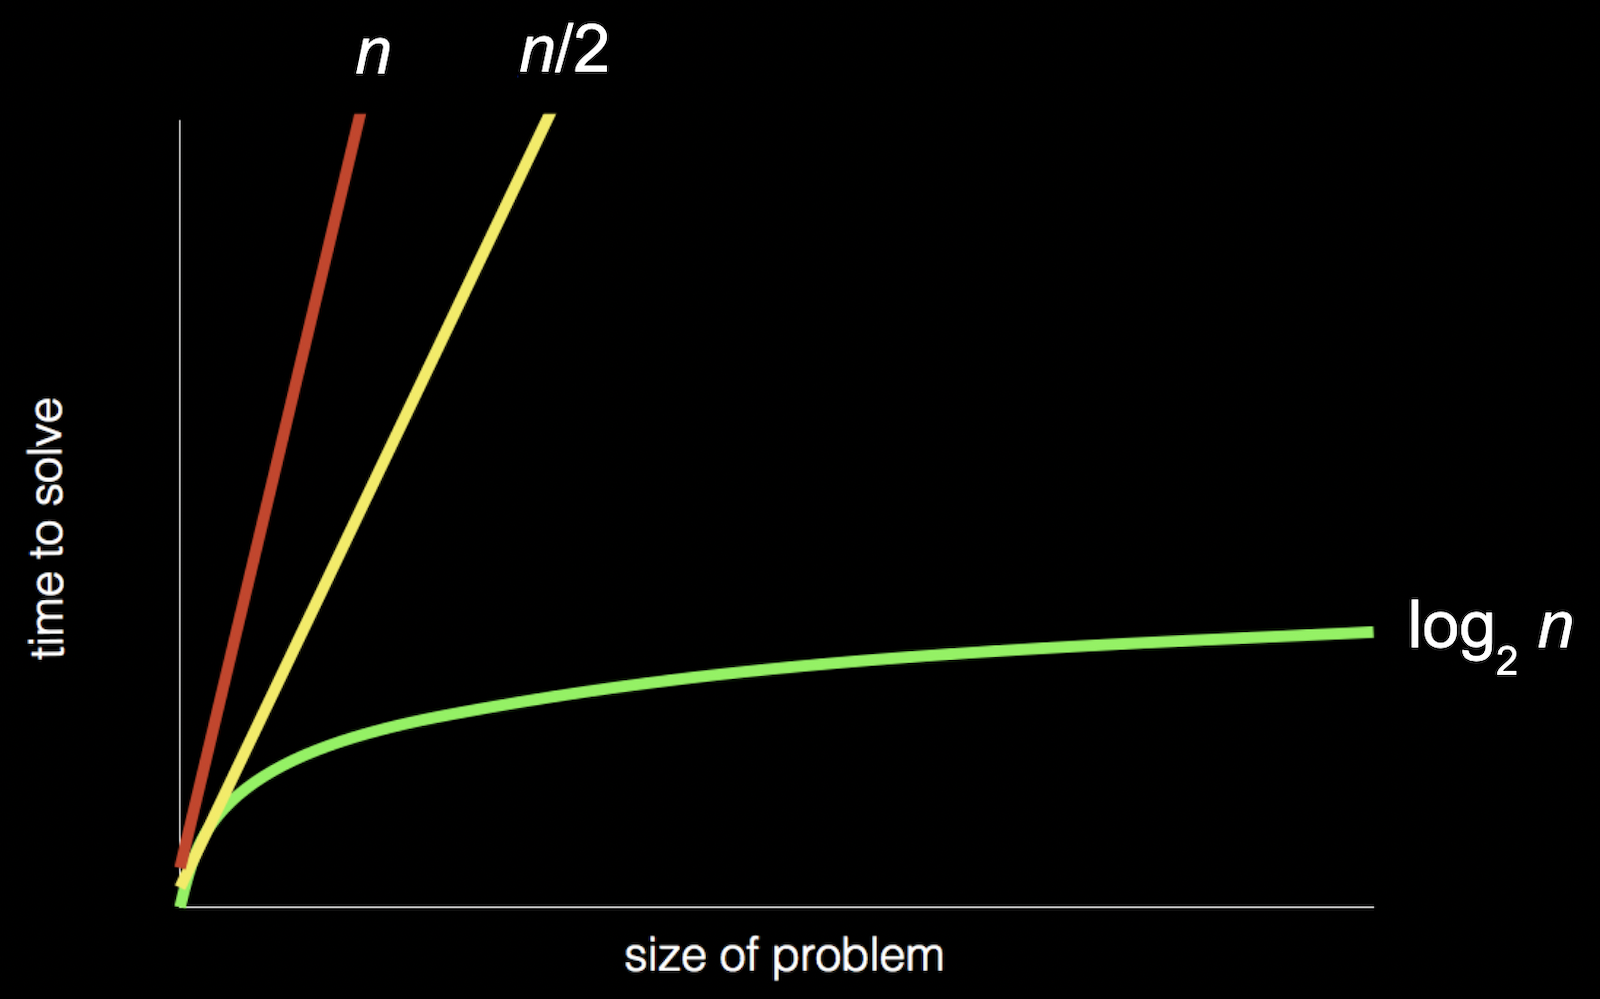 n
n/2
time to solve
log₂ n
size of problem